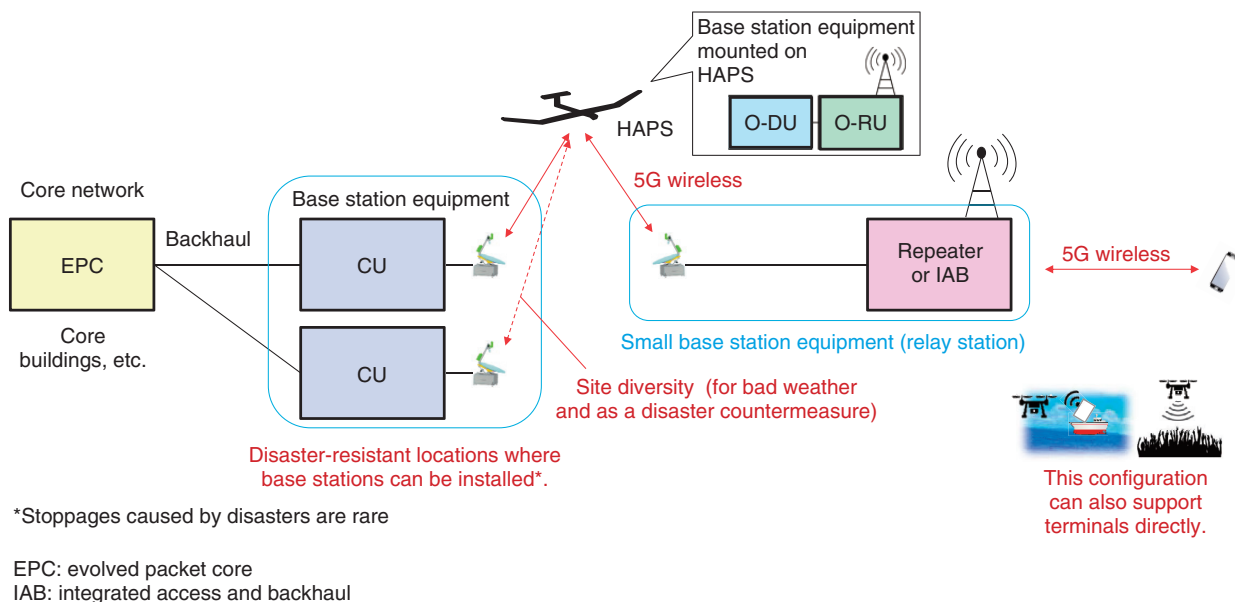 Base station equipment
mounted on
HAPS
O-DU
O-RU
HAPS
5G wireless
Core network
Base station equipment
Backhaul
EPC
CU
Repeater
or IAB
5G wireless
Core
buildings, etc.
CU
Small base station equipment (relay station)
Site diversity (for bad weather
and as a disaster countermeasure)
Disaster-resistant locations where
base stations can be installed*.
This configuration
can also support
terminals directly.
*Stoppages caused by disasters are rare
EPC: evolved packet core
IAB: integrated access and backhaul